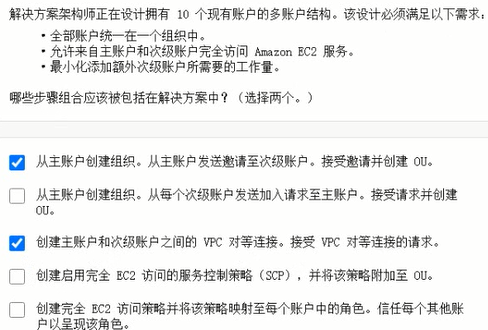 解决方案架构师正在设计拥有 10 个现有账户的多账户结构。该设计必须满足以下需求:
• 全部账户统一在一个组织中。
• 允许来自主账户和次级账户完全访问 Amazon EC2 服务。
• 最小化添加额外次级账户所需要的工作量。
哪些步骤组合应该被包括在解决方案中？（选择两个。）
从主账户创建组织。从主账户发送邀请至次级账户。接受邀请并创建 OU。
从主账户创建组织。从每个次级账户发送加入请求至主账户。接受请求并创建
OU。
创建主账户和次级账户之间的 VPC 对等连接。接受 VPC 对等连接的请求。
创建启用完全 EC2 访问的服务控制策略（SCP），并将该策略附加至 OU。
创建完全 EC2 访问策略并将该策略映射至每个账户中的角色。信任每个其他账
户以呈现该角色。